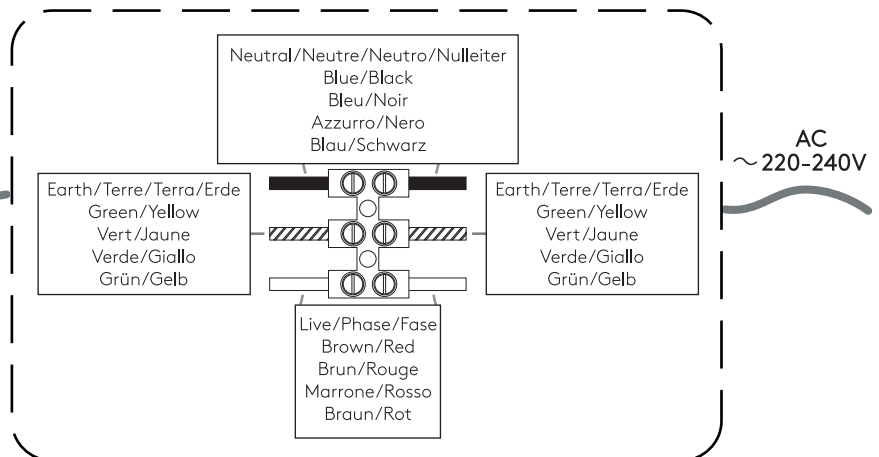 Neutral/Neutre/Neutro/Nulleiter
Blue/Black
Bleu/Noir
Azzurro/Nero
Blau/Schwarz
AC
~ 220-240V
Earth/Terre/Terra/Erde
Green/Yellow
Vert/Jaune
Verde/Giallo
Grün/Gelb
Earth/Terre/Terra/Erde
Green/Yellow
Vert/Jaune
Verde/Giallo
Grün/Gelb
Live/Phase/Fase
Brown/Red
Brun/Rouge
Marrone/Rosso
Braun/Rot